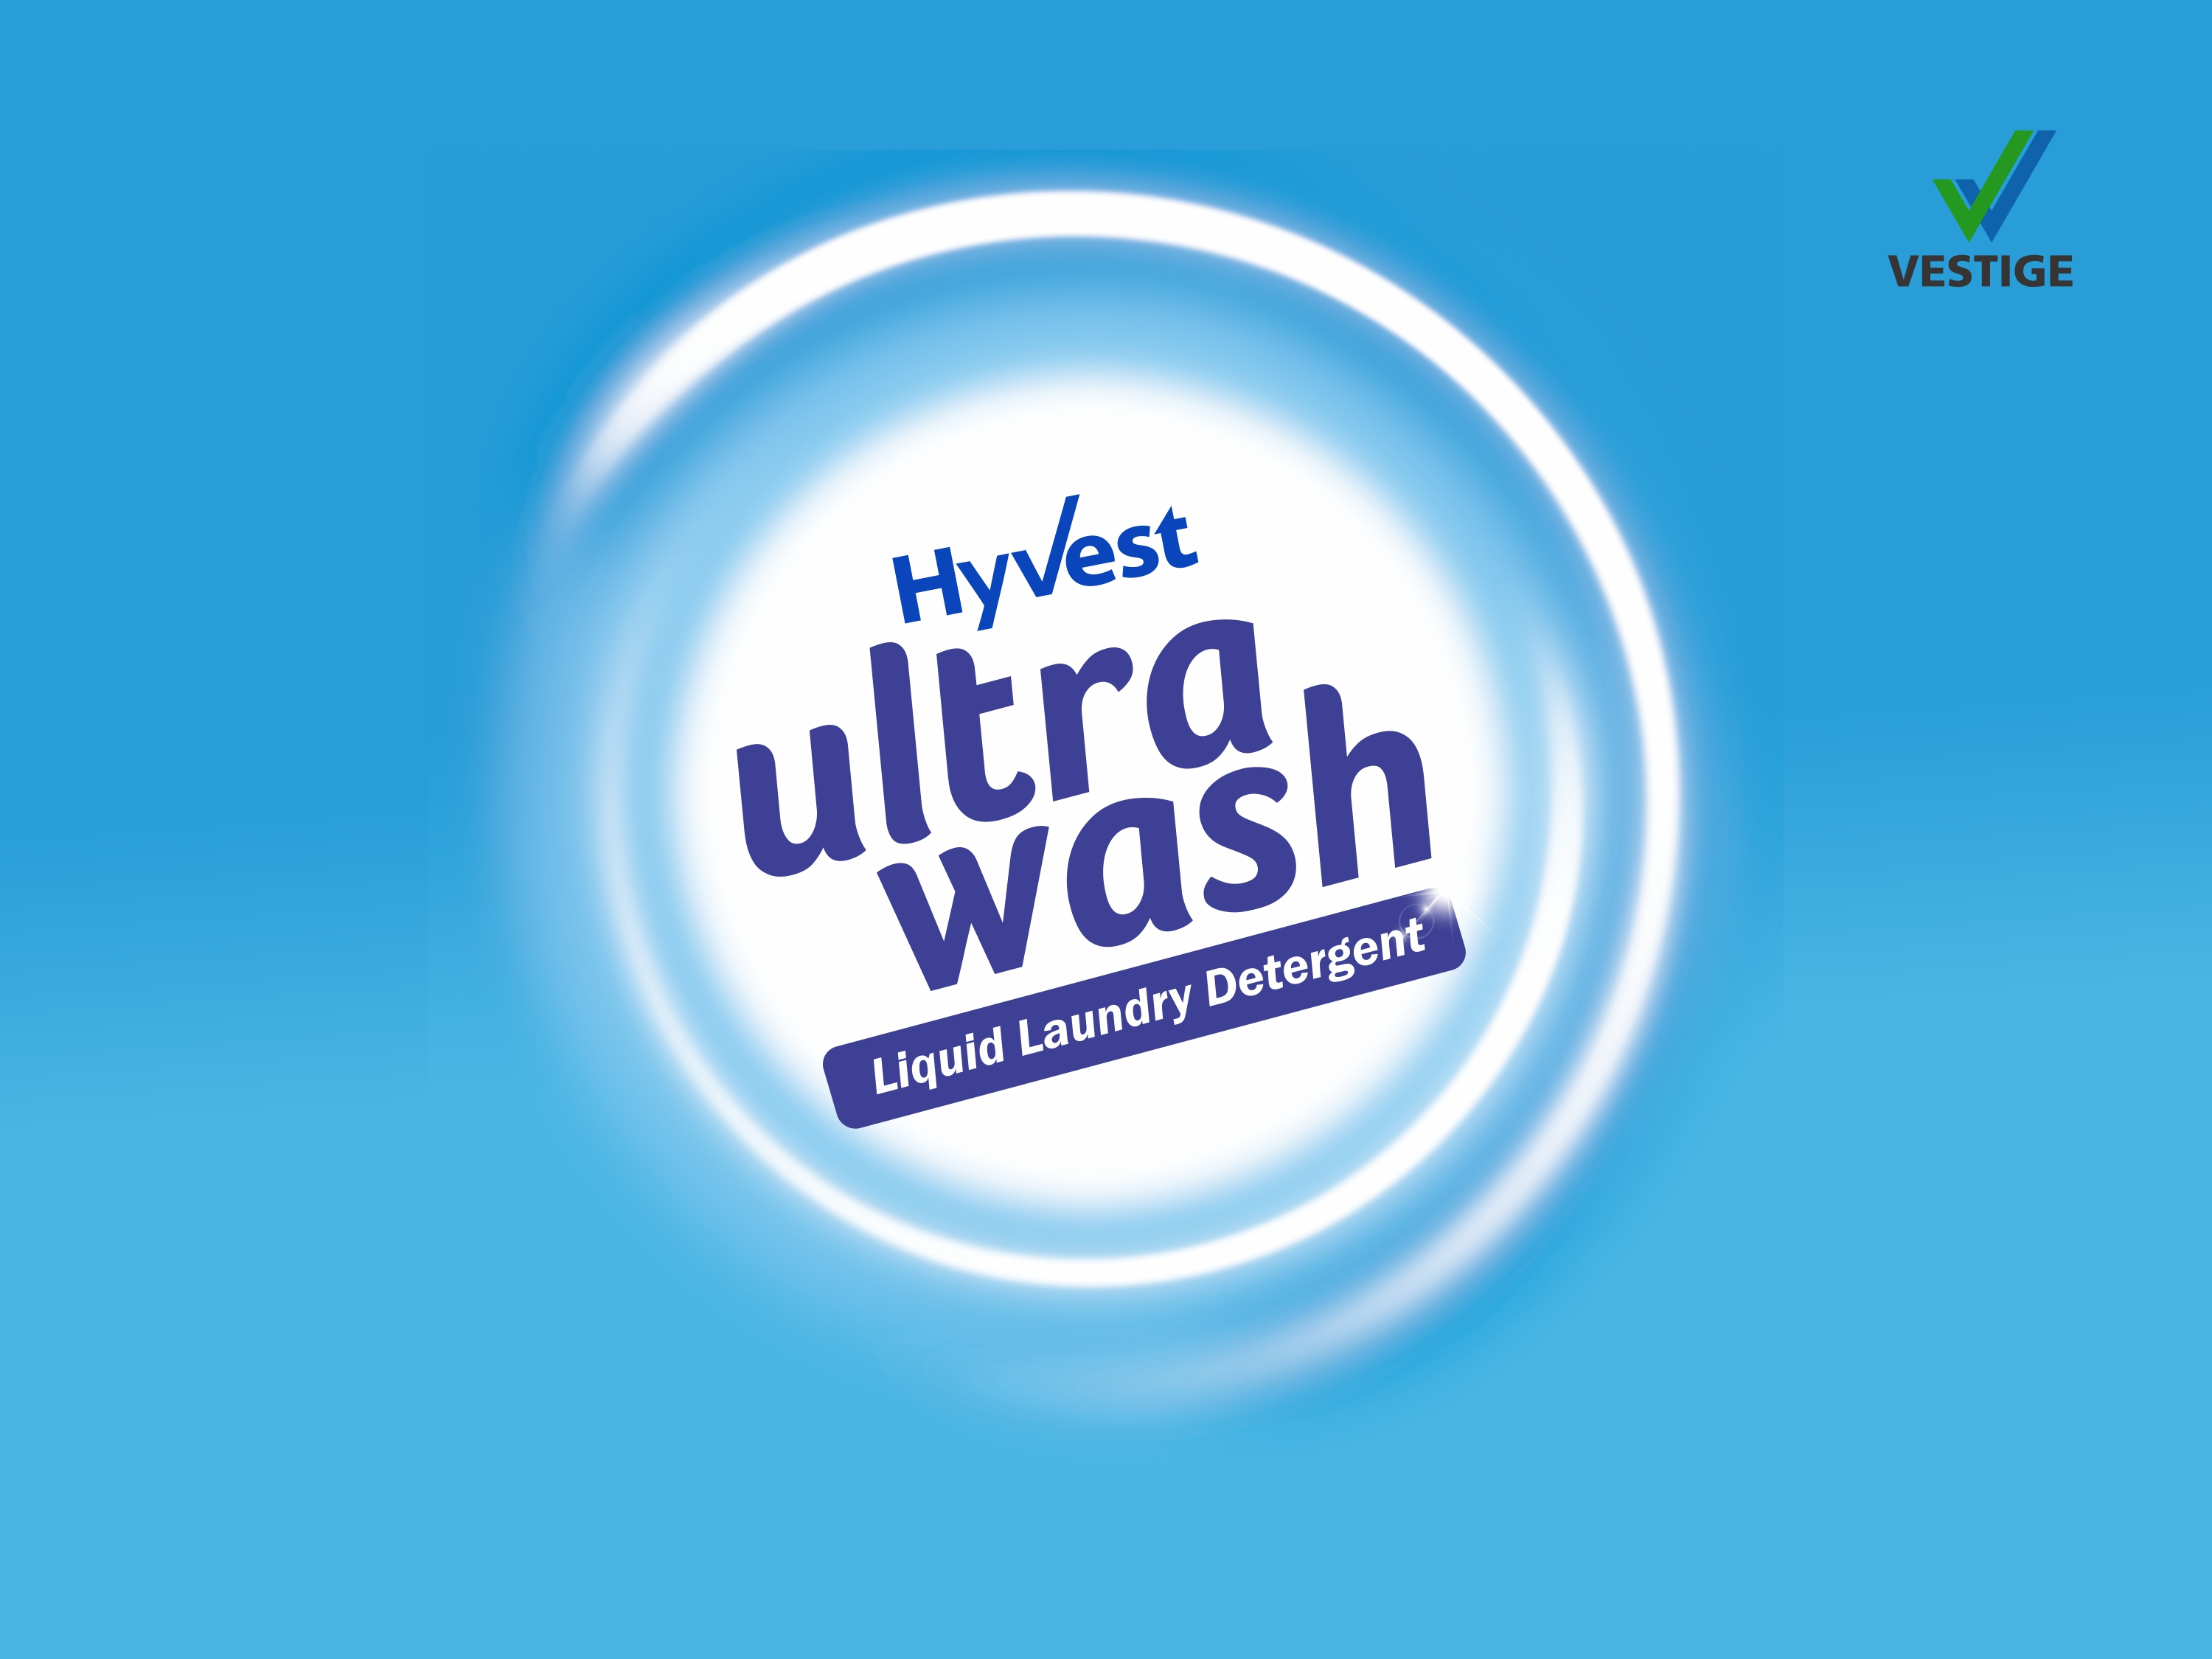 VESTIGE
Hyvest
ultra
wash
Liquid Laundry Detergent